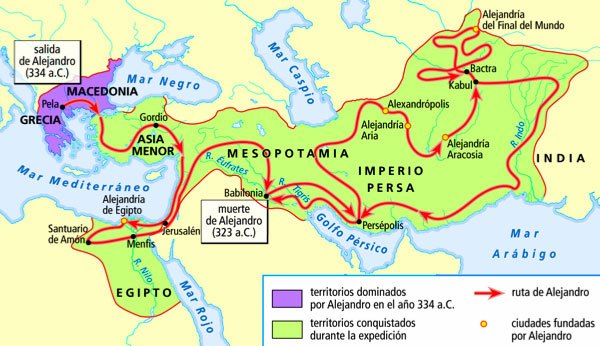 Alejandría
del Final del Mundo
salida
de Alejandro
(334 a.C.)
Mar Negro
Mar Caspio
MACEDONIA
Pela
GRECIA
Gordio
ASIA
MENOR
Bactra
Kabul
Alexandrópolis
Alejandría
Aria
Alejandría
Aracosia
MESOPOTAMIA
IMPERIO
PERSA
R. Indo
INDIA
R. Eufrates
R. Tigris
Mar Mediterráneo
Babilonia
Alejandría
de Egipto
muerte
de Alejandro
(323 a.C.)
Persépolis
Golfo Pérsico
Santuario
de Amón
Jerusalén
Menfis
R. Nilo
EGIPTO
Mar Rojo
Mar
Arábigo
territorios dominados
por Alejandro en el año 334 a.C.
territorios conquistados
durante la expedición
ruta de Alejandro
ciudades fundadas
por Alejandro